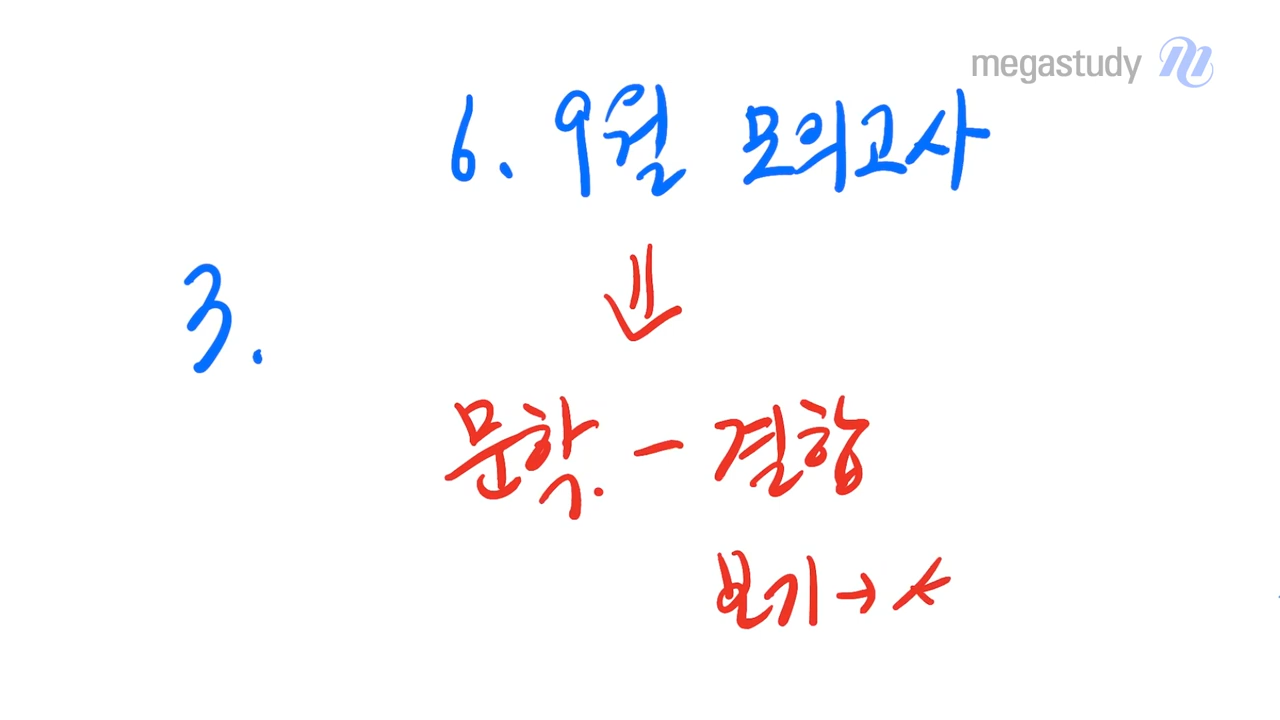 megastudy
6. 9월 모의고사
3.
문학. - 결합
보기 →